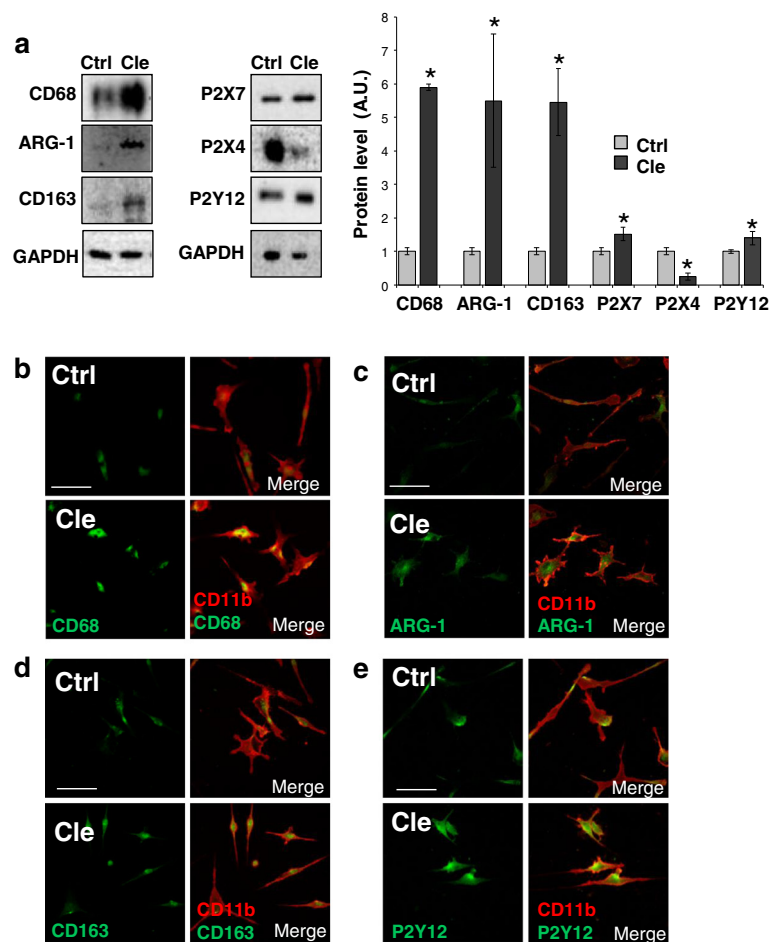 a
Ctrl Cle
CD68
ARG-1
CD163
GAPDH
Ctrl Cle
P2X7
P2X4
P2Y12
GAPDH
Protein level (A.U.)
8
7
6
5
4
3
2
1
0
* * * * * *
Ctrl
Cle
CD68 ARG-1 CD163 P2X7 P2X4 P2Y12
b
Ctrl
Merge
Cle
CD68
CD11b
CD68
Merge
c
Ctrl
Merge
Cle
ARG-1
CD11b
ARG-1 Merge
d
Ctrl
Merge
Cle
CD163
CD11b
CD163 Merge
e
Ctrl
Merge
Cle
P2Y12
CD11b
P2Y12 Merge